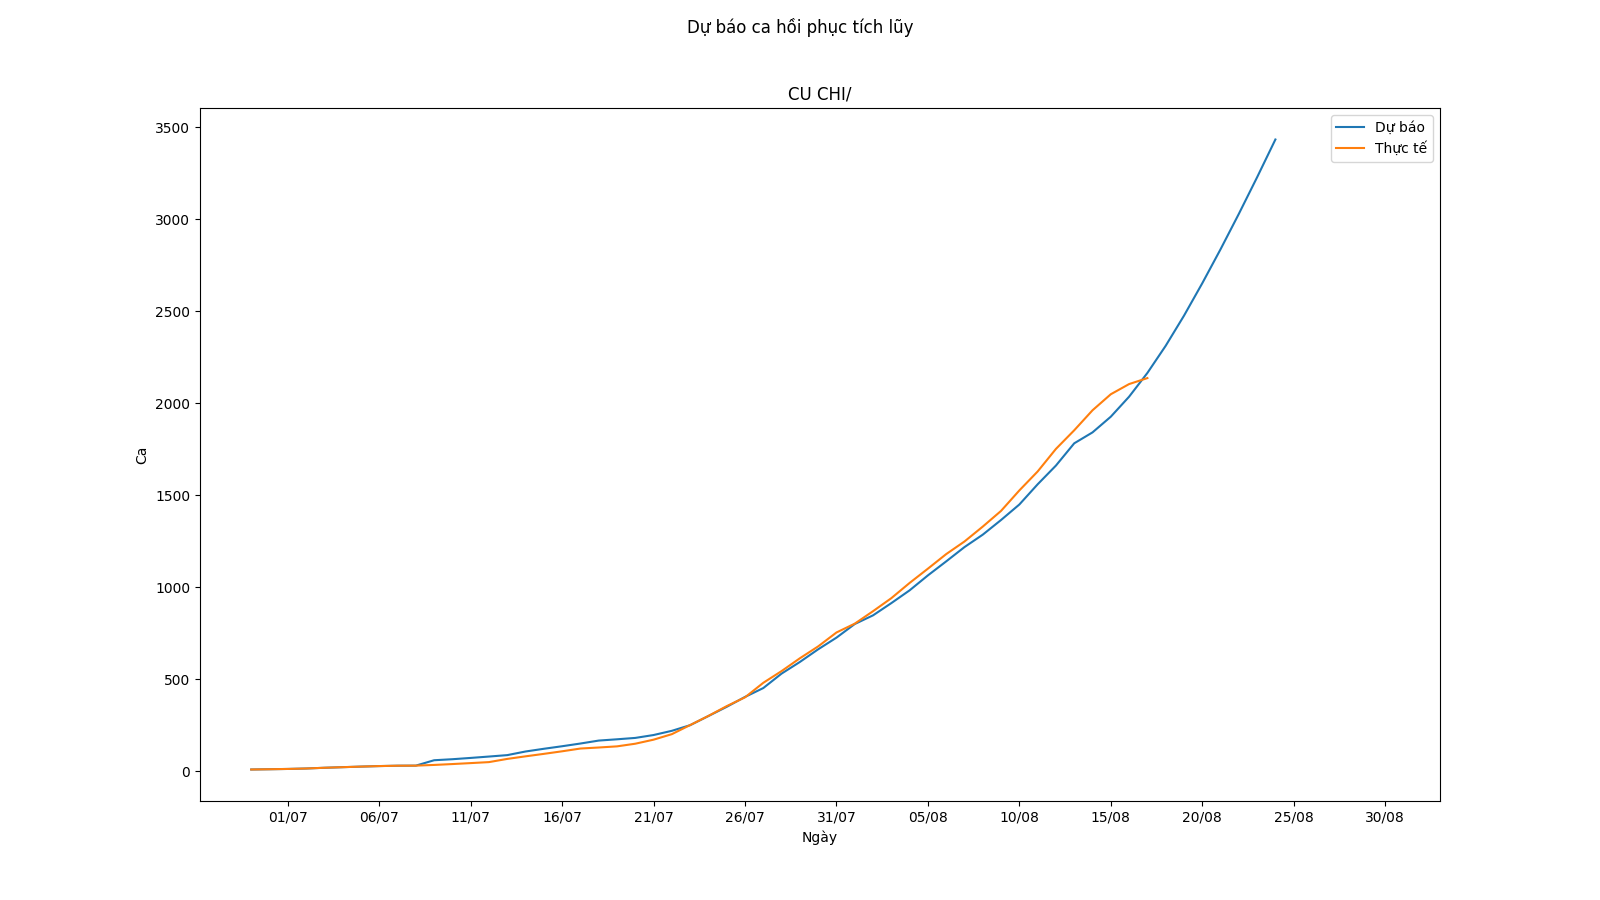 Dự báo ca hồi phục tích lũy
CU CHI/
Dự báo
Thực tế
3500
3000
2500
2000
1500
1000
500
0
Ca
01/07 06/07 11/07 16/07 21/07 26/07 31/07 05/08 10/08 15/08 20/08 25/08 30/08
Ngày